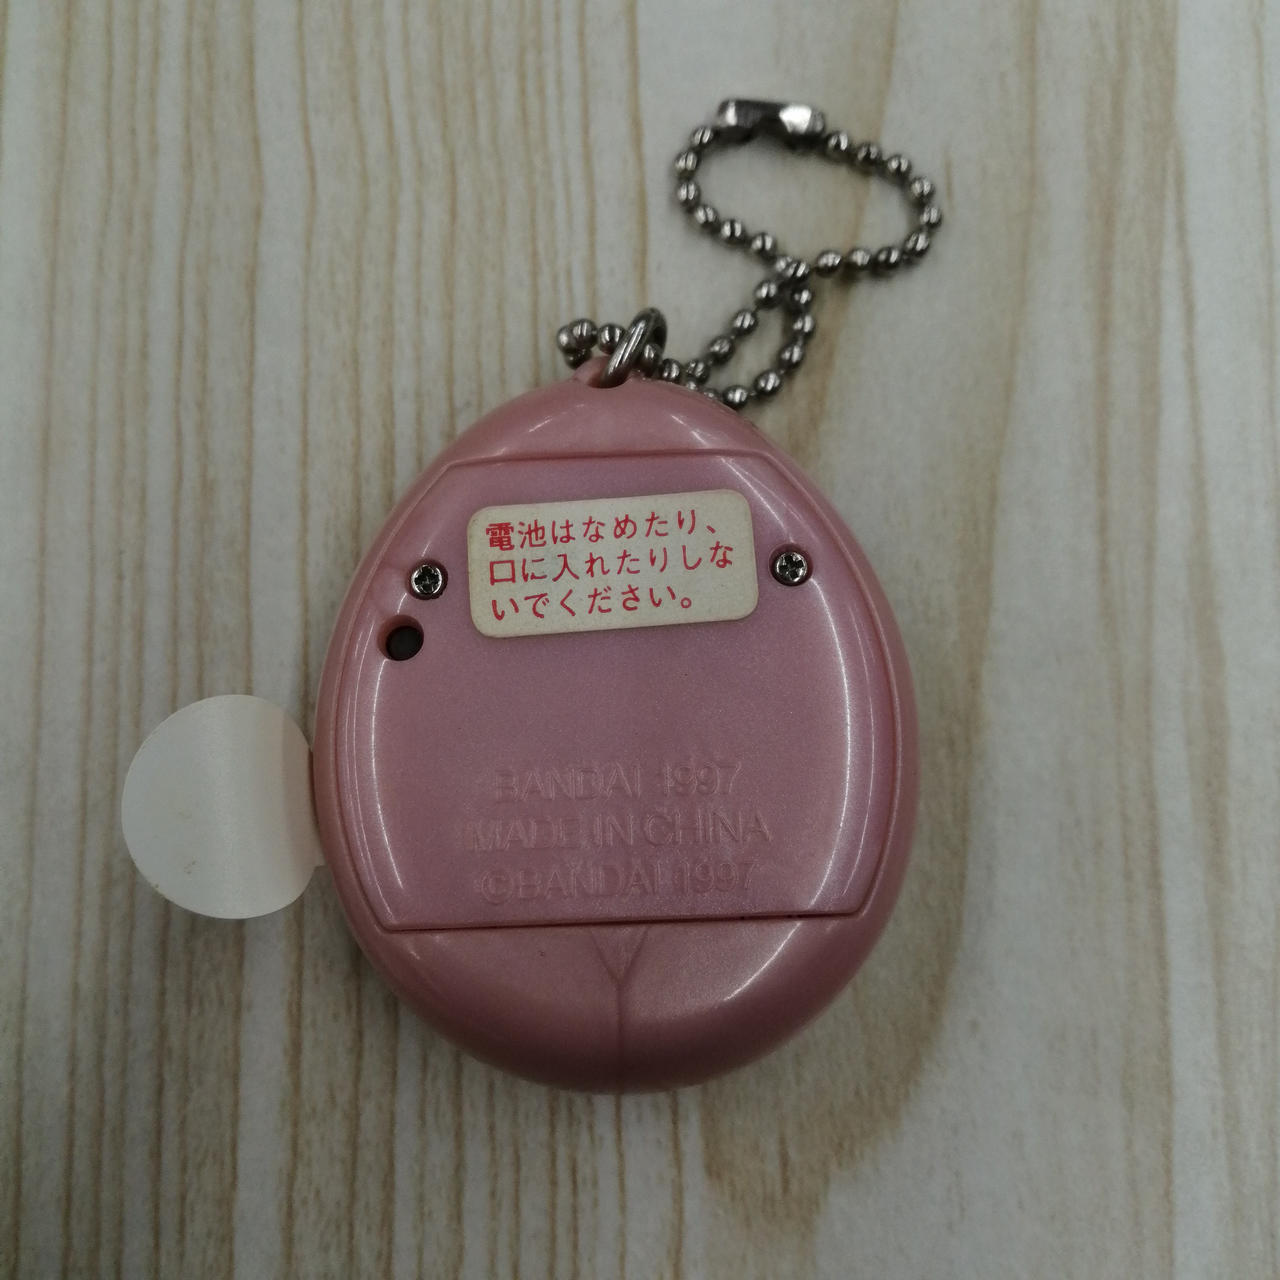 電池はなめたり、
口に入れたりしな
いでください。
BANDAI 1997
MADE IN CHINA
©BANDAI 1997